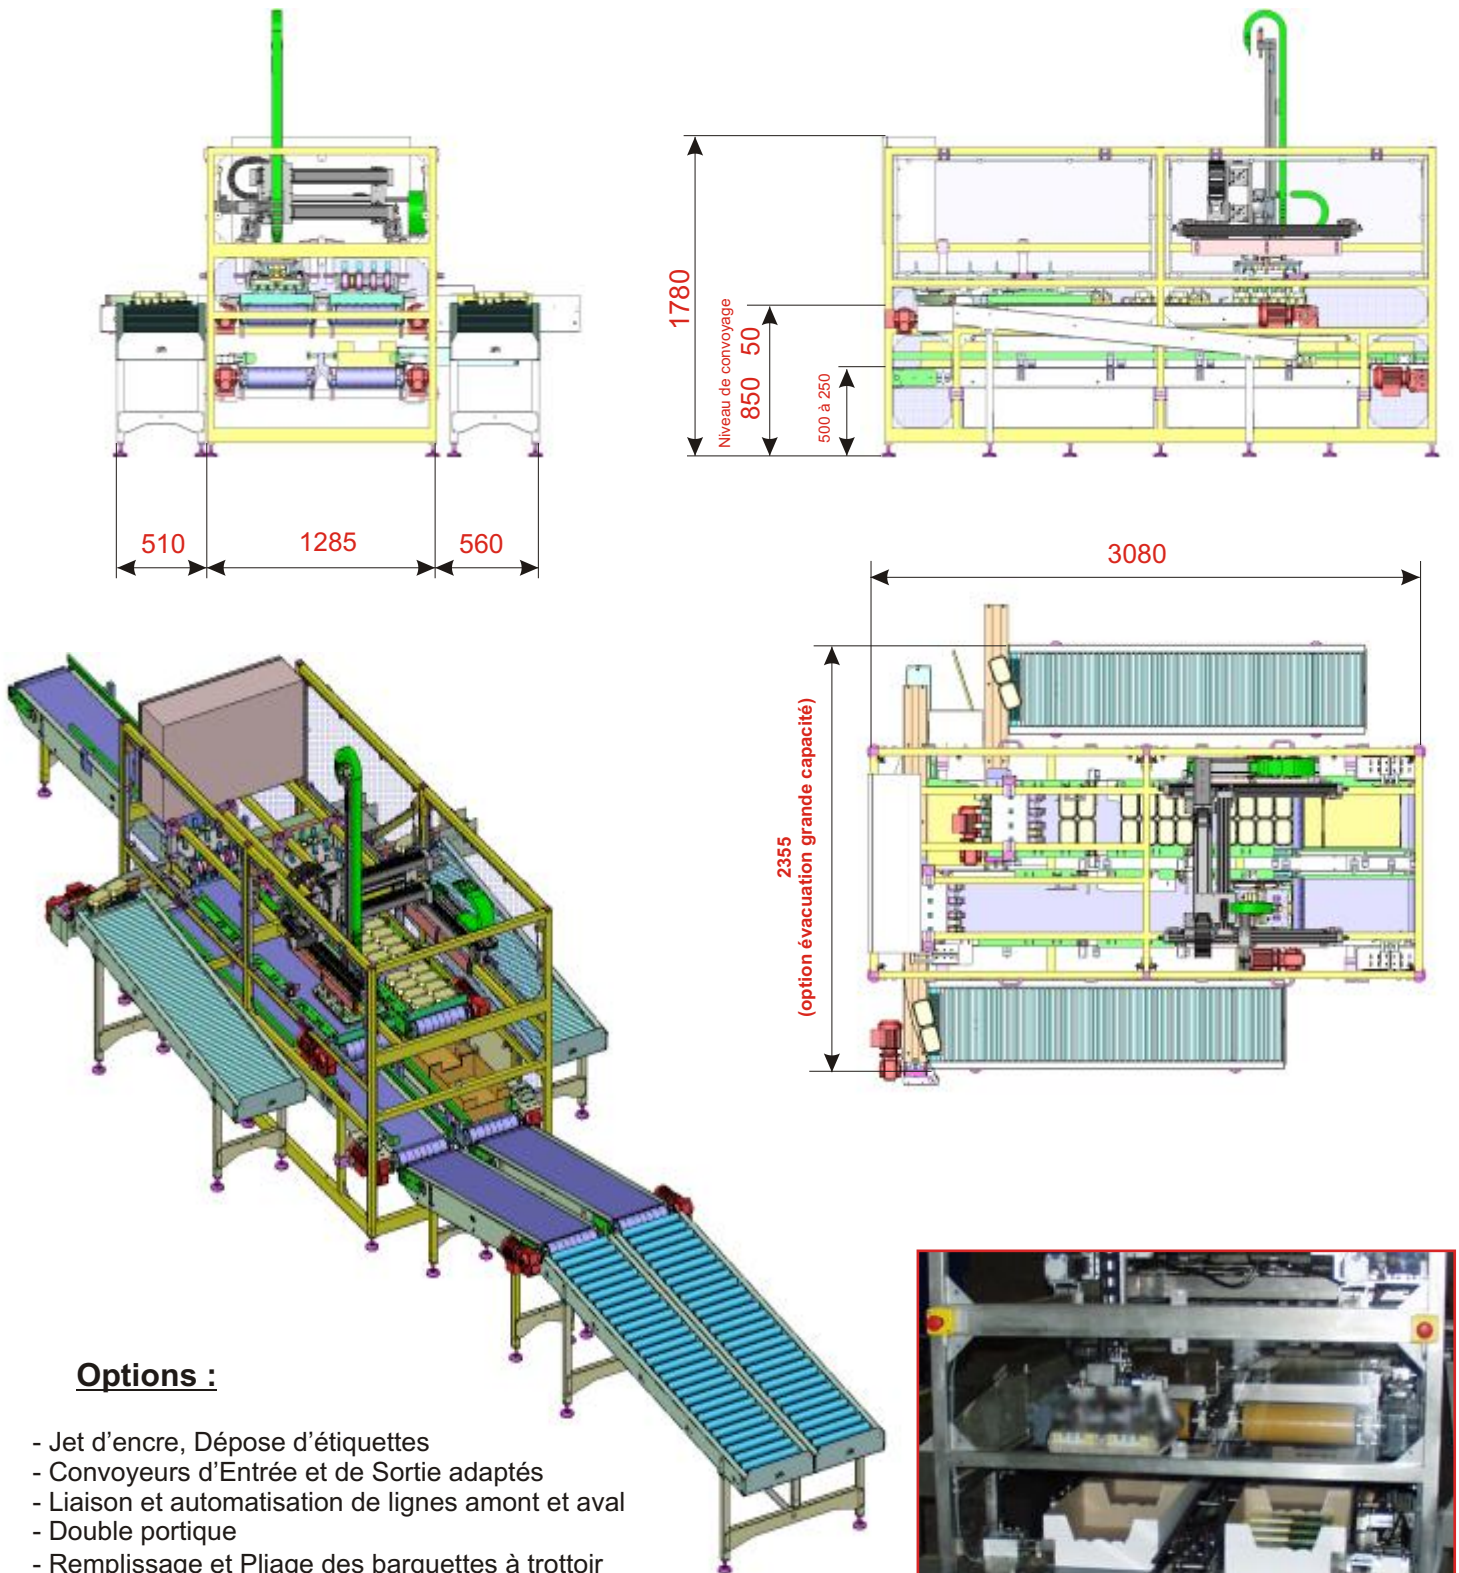 1780
Niveau de convoyage
850 50
500 à 250
510
1285
560
3080
2355
(option évacuation grande capacité)
Options :
- Jet d’encre, Dépose d’étiquettes
- Convoyeurs d’Entrée et de Sortie adaptés
- Liaison et automatisation de lignes amont et aval
- Double portique
- Remplissage et Pliage des barquettes à trottoir